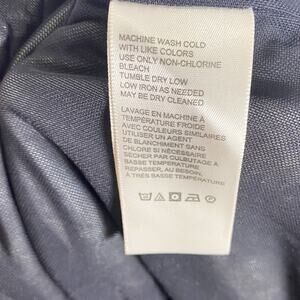 MACHINE WASH COLD
WITH LIKE COLORS
USE ONLY NON-CHLORINE
BLEACH
TUMBLE DRY LOW
LOW IRON AS NEEDED
MAY BE DRY CLEANED
LAVAGE EN MACHINE À
TEMPÉRATURE FROIDE
AVEC COULEURS SIMILAIRES
UTILISER UN AGENT
DE BLANCHIMENT SANS
CHLORE SI NÉCESSAIRE
SÉCHER PAR CULBUTAGE À
BASSE TEMPÉRATURE
REPASSER, AU BESOIN,
À TRÈS BASSE TEMPÉRATURE